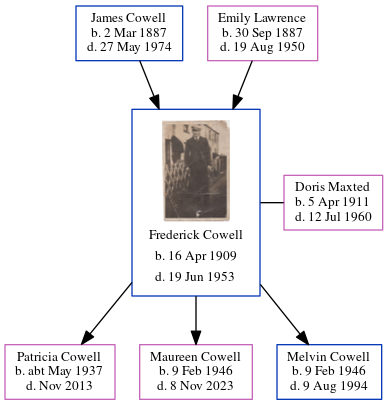 James Cowell
b. 2 Mar 1887
d. 27 May 1974
Emily Lawrence
b. 30 Sep 1887
d. 19 Aug 1950
Frederick Cowell
b. 16 Apr 1909
d. 19 Jun 1953
Doris Maxted
b. 5 Apr 1911
d. 12 Jul 1960
Patricia Cowell
b. abt May 1937
d. Nov 2013
Maureen Cowell
b. 9 Feb 1946
d. 8 Nov 2023
Melvin Cowell
b. 9 Feb 1946
d. 9 Aug 1994